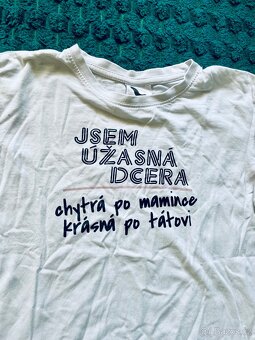 JSEM
ÚŽASNÁ
DCERA
chytrá po mamince
krásná po tátovi